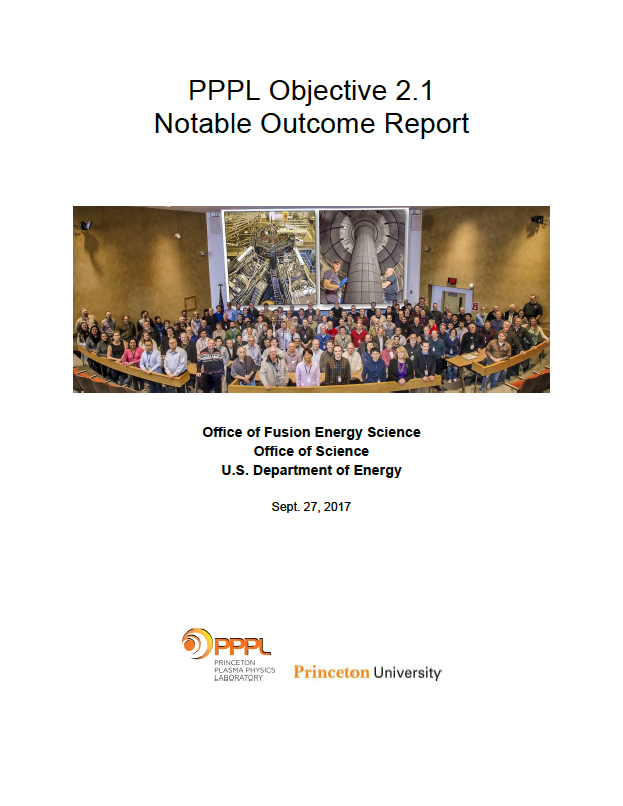 PPPL Objective 2.1
Notable Outcome Report
Office of Fusion Energy Science
Office of Science
U.S. Department of Energy
Sept. 27, 2017
PPPL
PRINCETON
PLASMA PHYSICS
LABORATORY
Princeton University